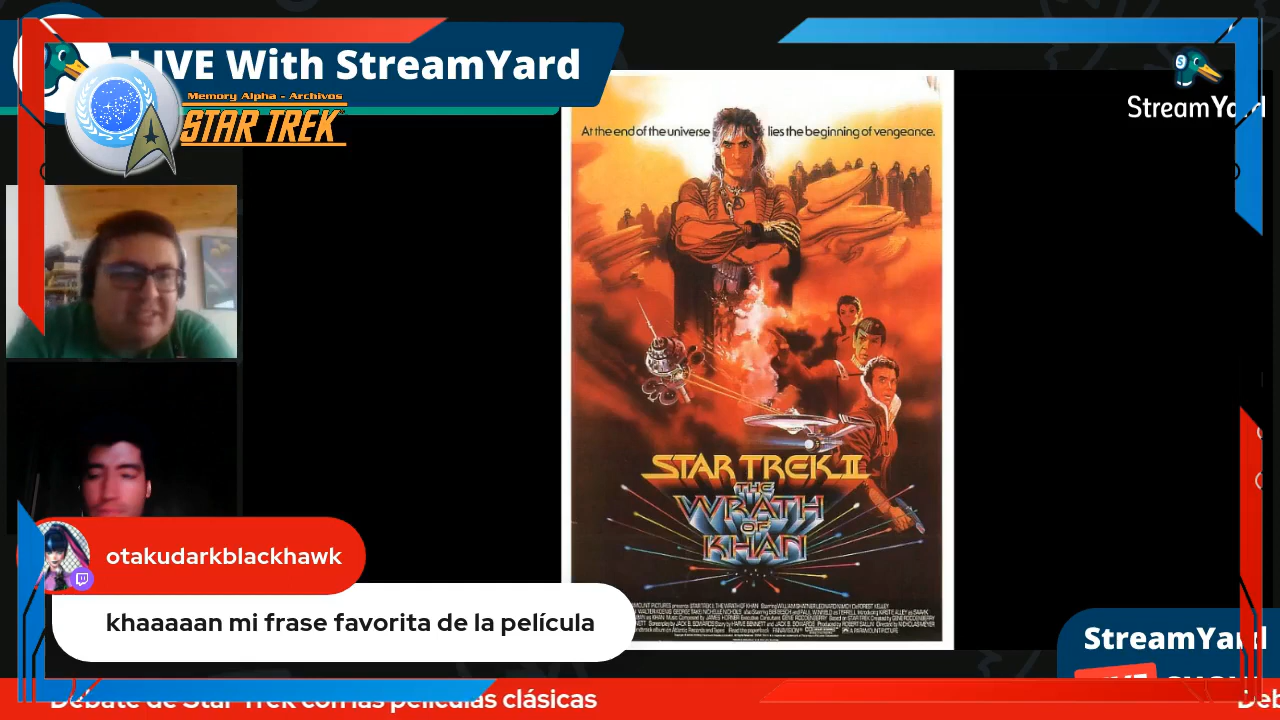 LIVE With StreamYard
Memory Alpha - Archivos
STAR TREK
StreamYard
At the end of the universe lies the beginning of vengeance.
STAR TREK II
THE
WRATH
OF
KHAN
otakudarkblackhawk
khaaaaan mi frase favorita de la película
StreamYard
Debate de Star Trek con las películas clásicas
Deb